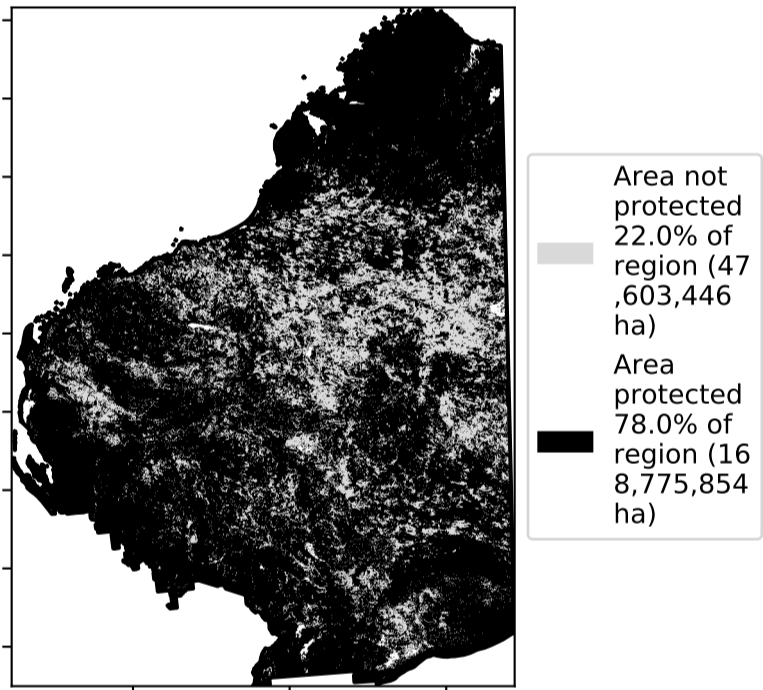 Area not
protected
22.0% of
region (47
,603,446
ha)
Area
protected
78.0% of
region (16
8,775,854
ha)